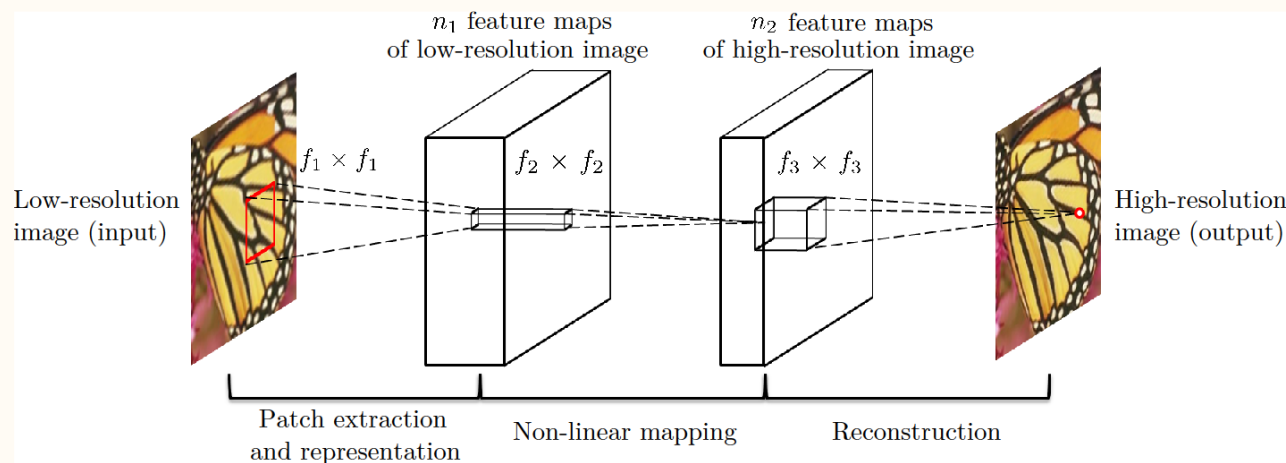 n₁ feature maps
of low-resolution image
n₂ feature maps
of high-resolution image
f₁ × f₁
f₂ × f₂
f₃ × f₃
Low-resolution
image (input)
High-resolution
image (output)
Patch extraction
and representation
Non-linear mapping
Reconstruction